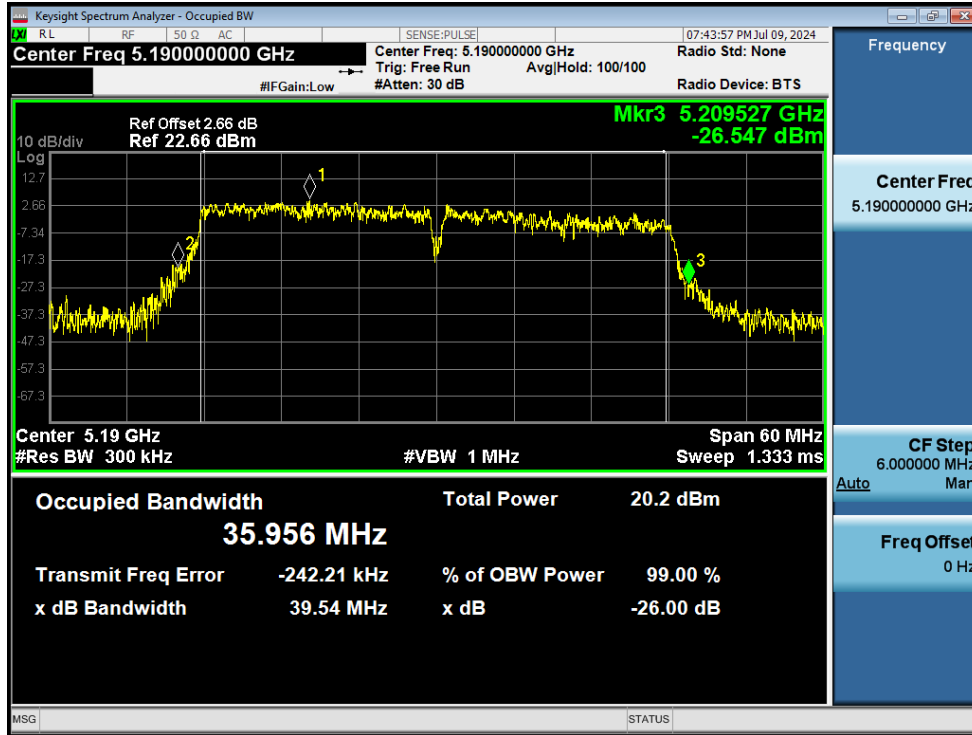 Keysight Spectrum Analyzer - Occupied BW
LXI RL RF 50 Ω AC SENSE:PULSE 07:43:57 PM Jul 09, 2024
Center Freq 5.190000000 GHz
Center Freq: 5.190000000 GHz Radio Std: None
Trig: Free Run Avg|Hold: 100/100
#IFGain:Low #Atten: 30 dB Radio Device: BTS
Mkr3 5.209527 GHz
-26.547 dBm
Ref Offset 2.66 dB
10 dB/div Ref 22.66 dBm
Log
12.7
2.66
-7.34
-17.3
-27.3
-37.3
-47.3
-57.3
-67.3
1
2
3
Center 5.19 GHz Span 60 MHz
#Res BW 300 kHz #VBW 1 MHz Sweep 1.333 ms
Occupied Bandwidth Total Power 20.2 dBm
35.956 MHz
Transmit Freq Error -242.21 kHz % of OBW Power 99.00 %
x dB Bandwidth 39.54 MHz x dB -26.00 dB
Frequency
Center Freq
5.190000000 GHz
CF Step
6.000000 MHz
Auto Man
Freq Offset
0 Hz
MSG STATUS